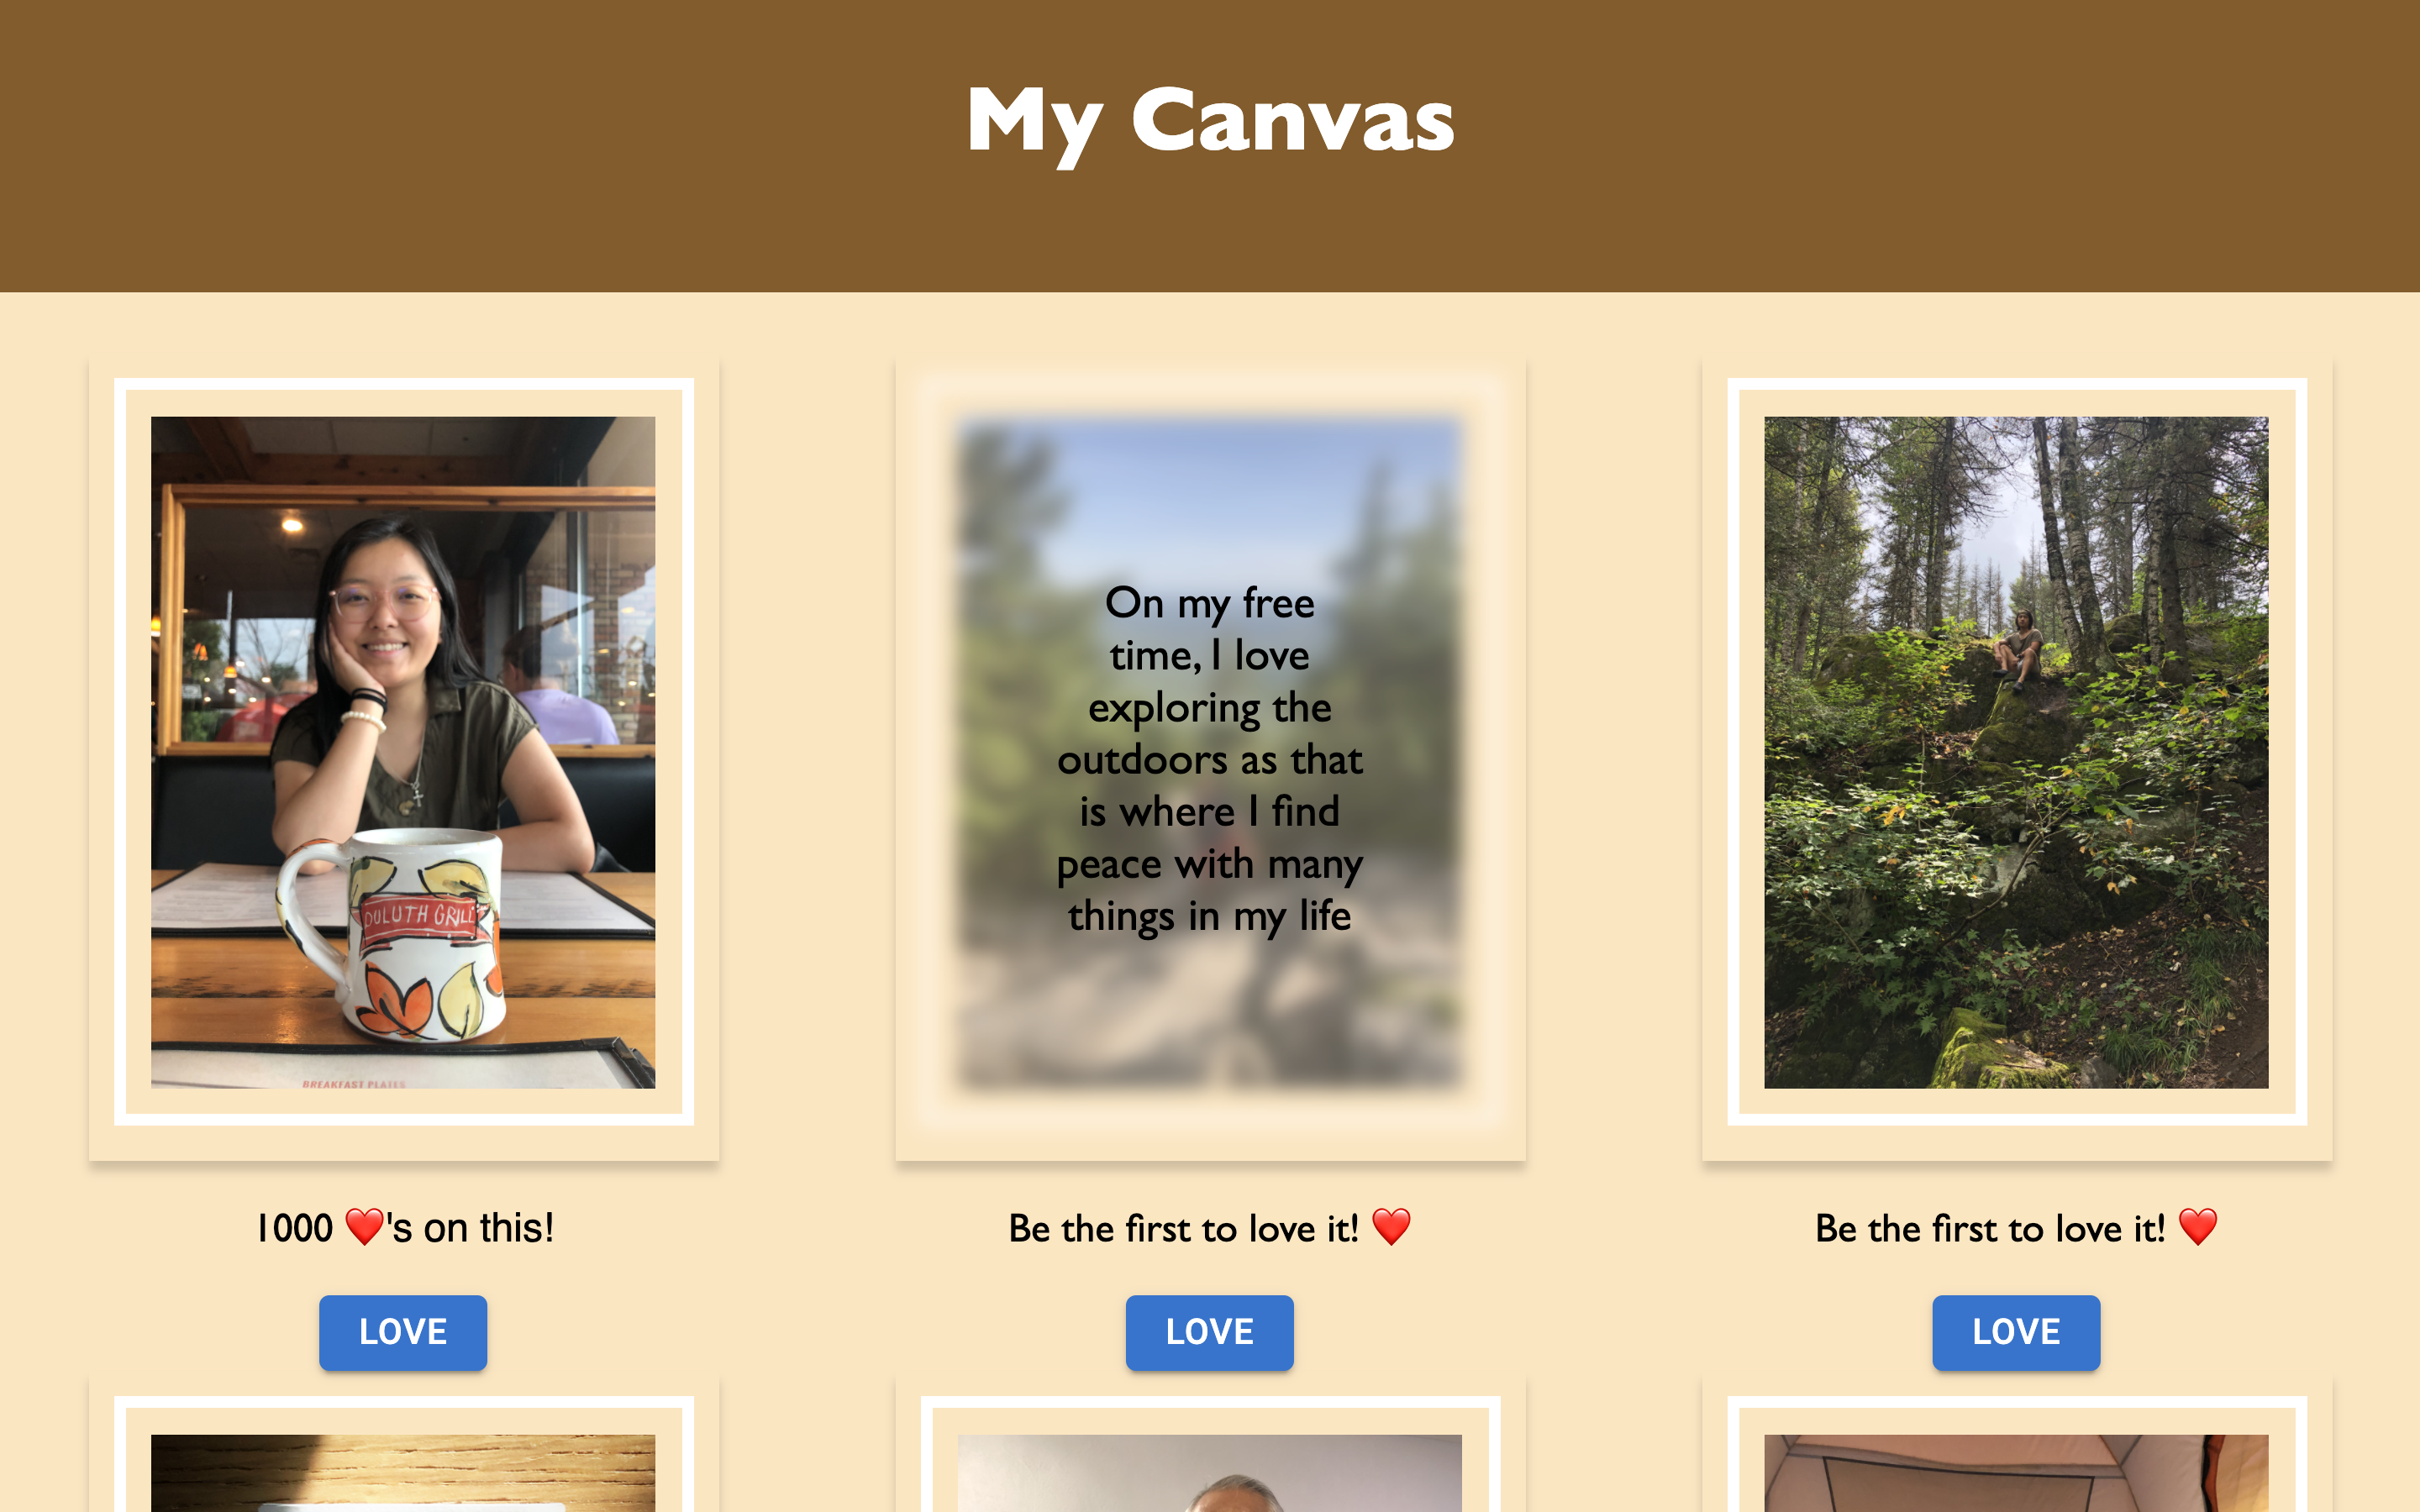 My Canvas
DULUTH GRILL
BREAKFAST PLATES
On my free
time, I love
exploring the
outdoors as that
is where I find
peace with many
things in my life
1000 ❤️'s on this!
Be the first to love it! ❤️
Be the first to love it! ❤️
LOVE
LOVE
LOVE